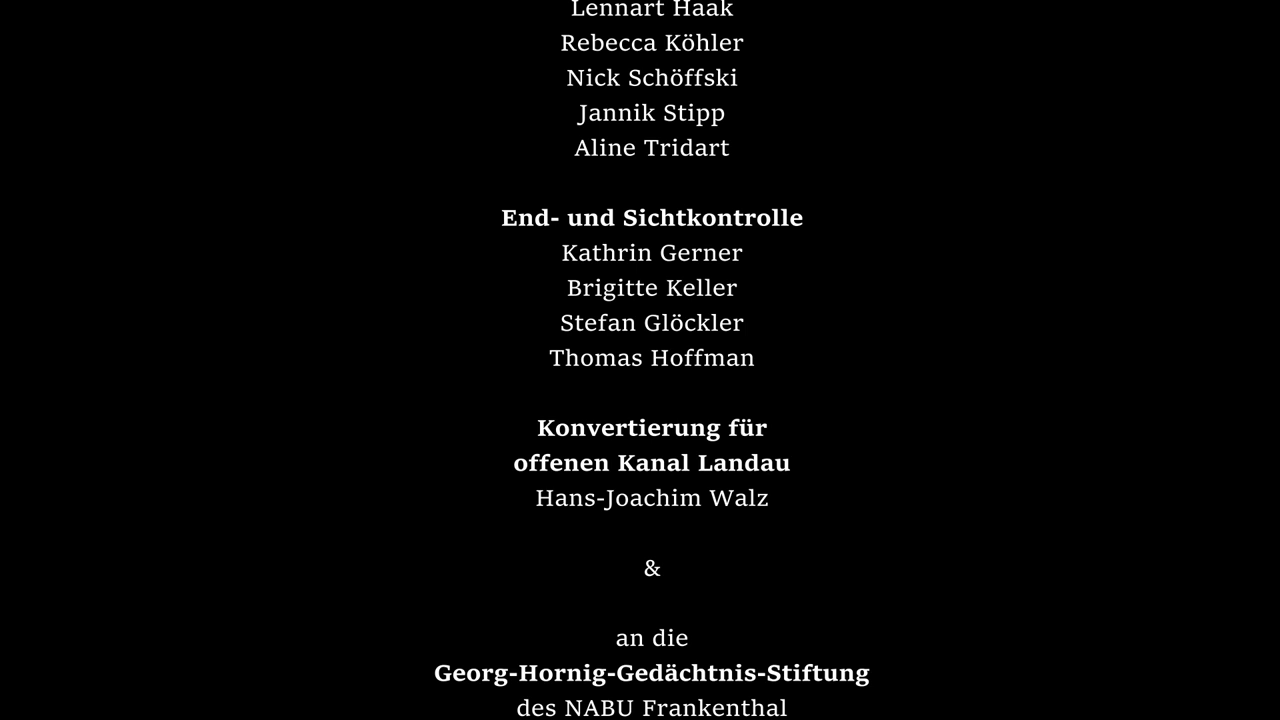 Lennart Haak
Rebecca Köhler
Nick Schöffski
Jannik Stipp
Aline Tridart
End- und Sichtkontrolle
Kathrin Gerner
Brigitte Keller
Stefan Glöckler
Thomas Hoffman
Konvertierung für
offenen Kanal Landau
Hans-Joachim Walz
&
an die
Georg-Hornig-Gedächtnis-Stiftung
des NABU Frankenthal